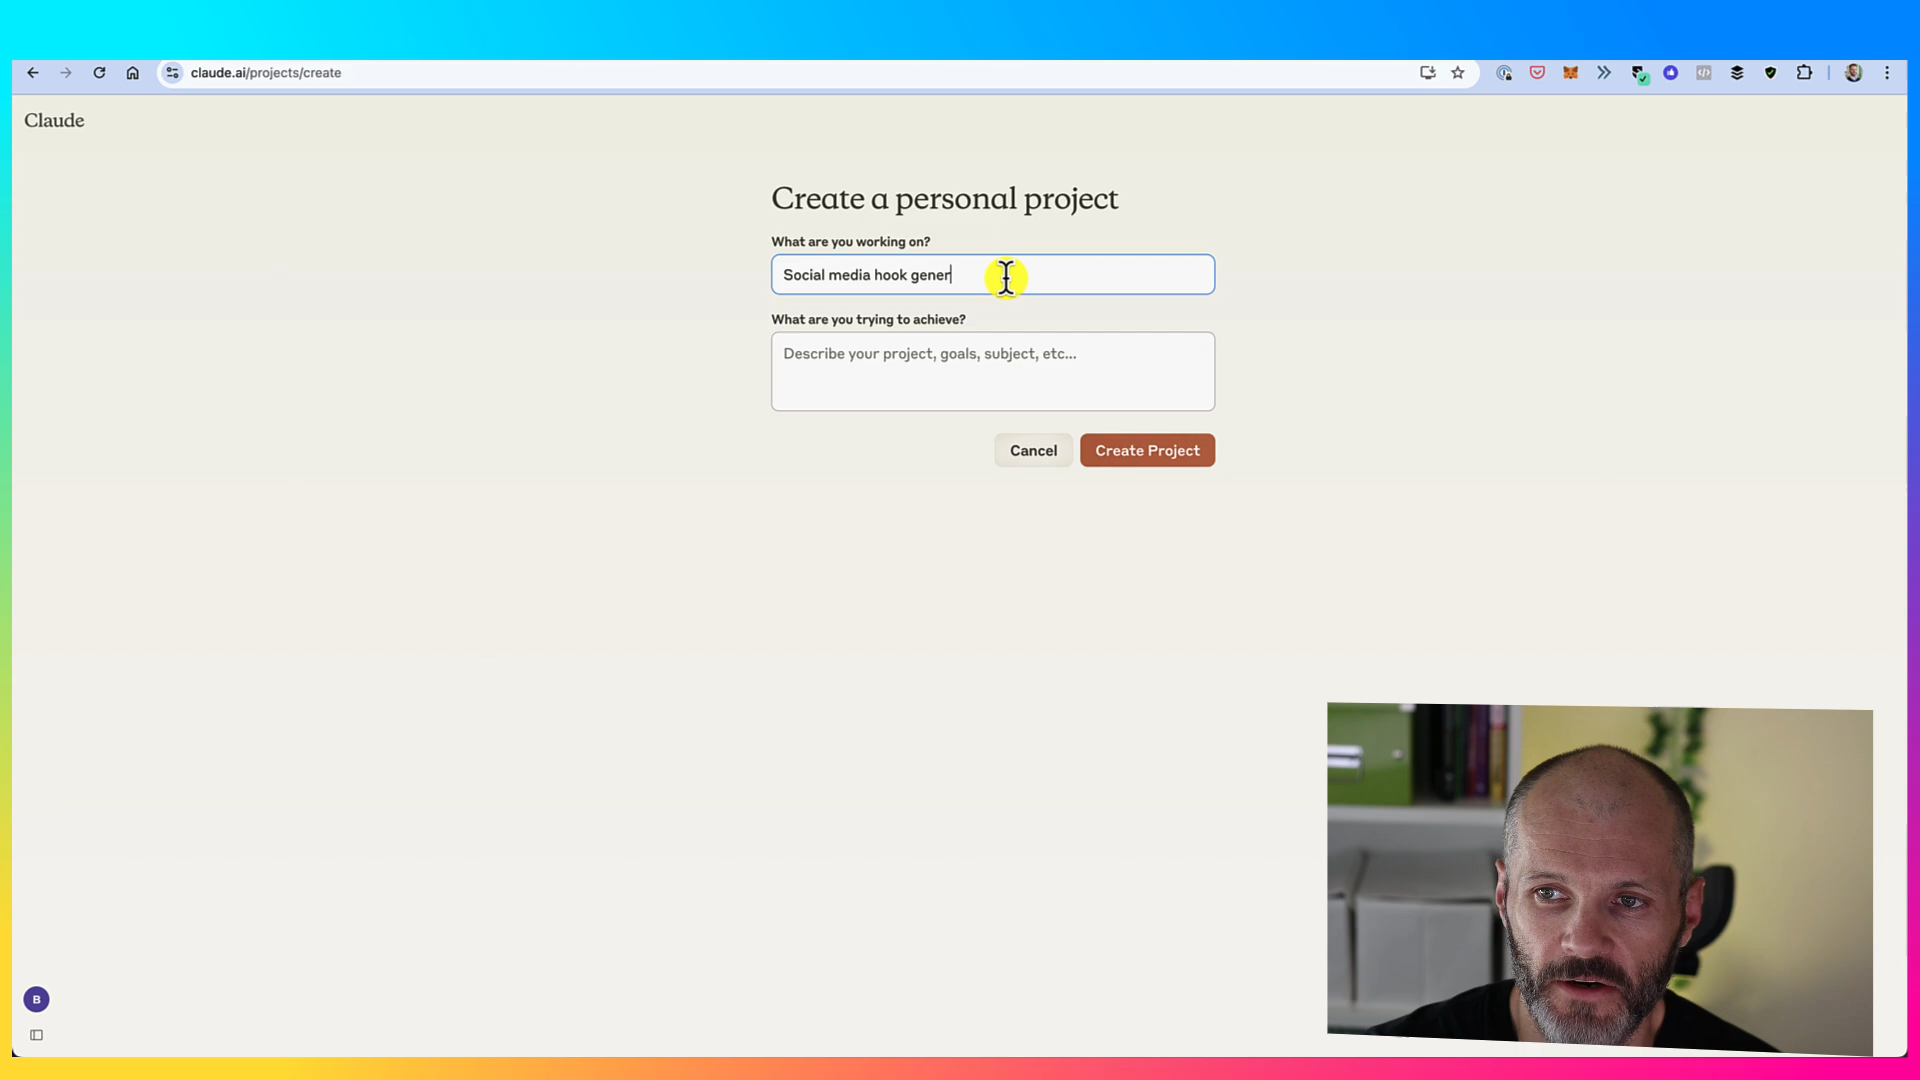 claude.ai/projects/create
Claude
Create a personal project
What are you working on?
Social media hook gener
What are you trying to achieve?
Describe your project, goals, subject, etc...
Cancel
Create Project
B